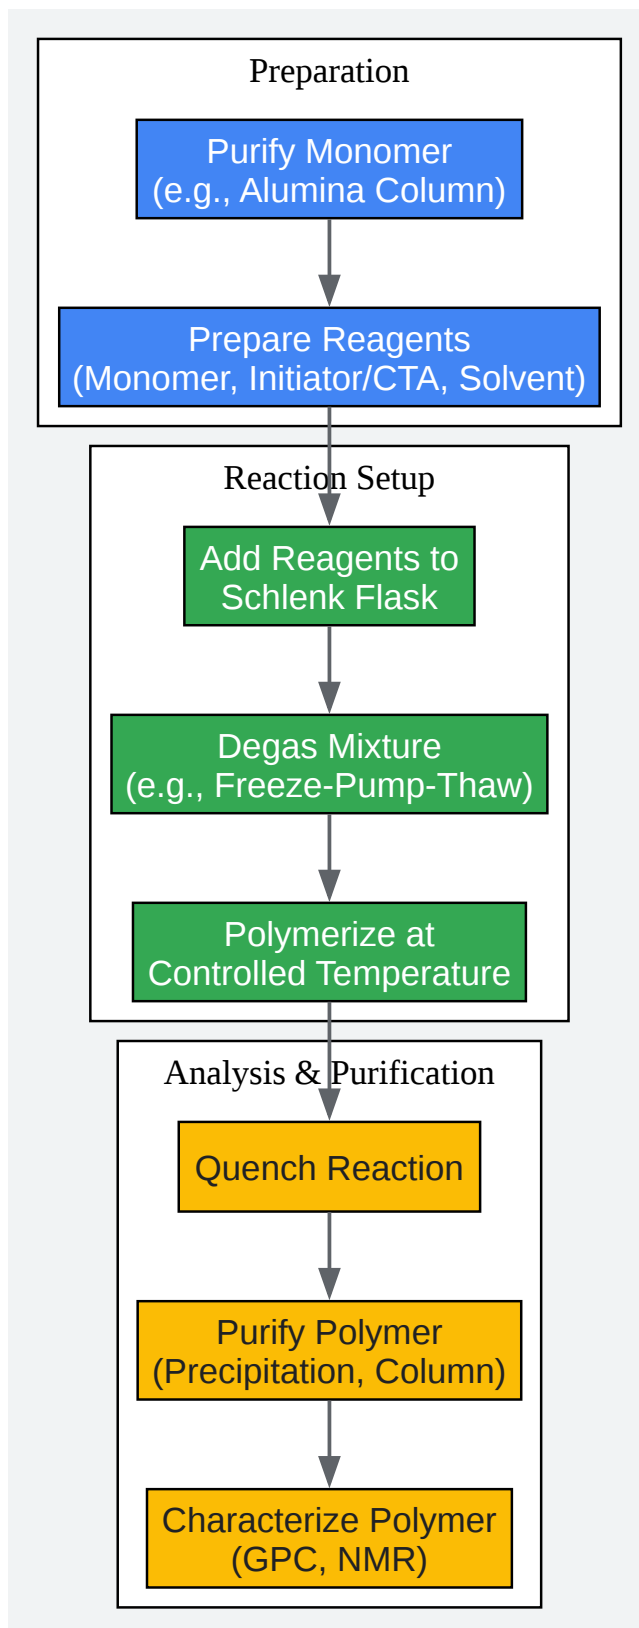 Preparation
Purify Monomer
(e.g., Alumina Column)
Prepare Reagents
(Monomer, Initiator/CTA, Solvent)
Reaction Setup
Add Reagents to
Schlenk Flask
Degas Mixture
(e.g., Freeze-Pump-Thaw)
Polymerize at
Controlled Temperature
Analysis & Purification
Quench Reaction
Purify Polymer
(Precipitation, Column)
Characterize Polymer
(GPC, NMR)